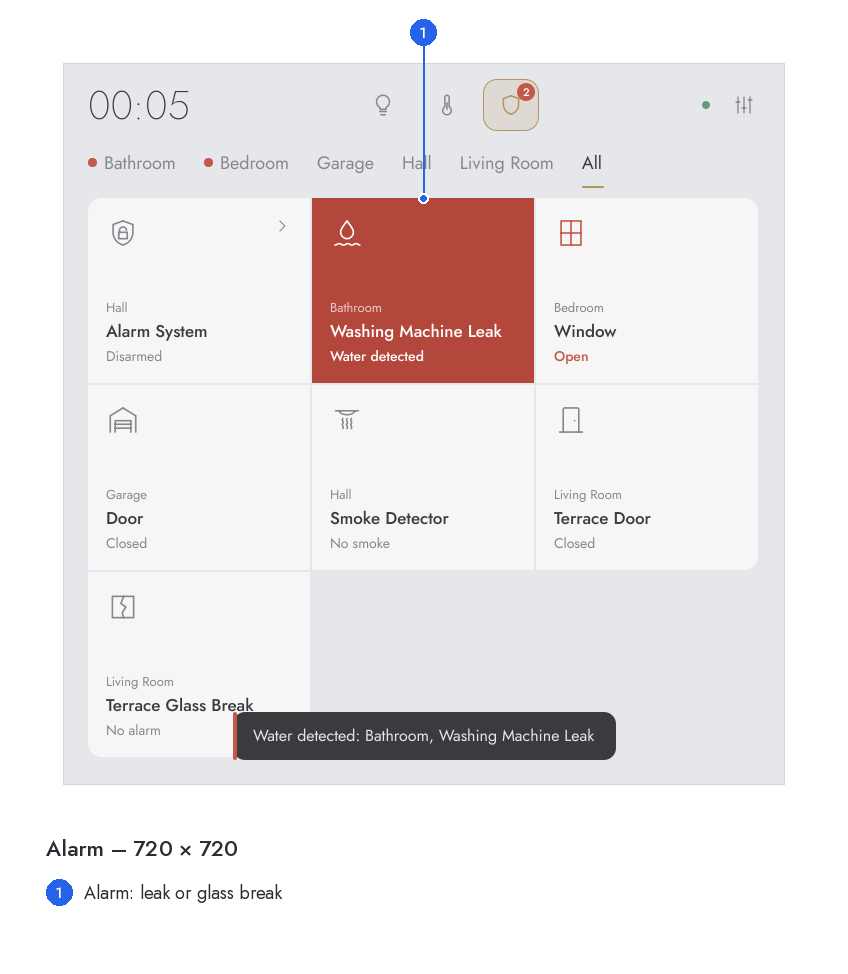 1
00:05
2
Bathroom Bedroom Garage Hall Living Room All
Hall
Alarm System
Disarmed
Bathroom
Washing Machine Leak
Water detected
Bedroom
Window
Open
Garage
Door
Closed
Hall
Smoke Detector
No smoke
Living Room
Terrace Door
Closed
Living Room
Terrace Glass Break
No alarm
Water detected: Bathroom, Washing Machine Leak
Alarm – 720 × 720
1 Alarm: leak or glass break